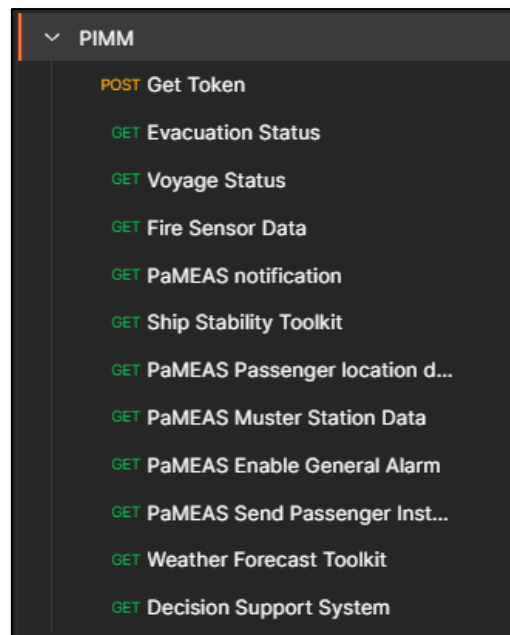 PIMM
POST Get Token
GET Evacuation Status
GET Voyage Status
GET Fire Sensor Data
GET PaMEAS notification
GET Ship Stability Toolkit
GET PaMEAS Passenger location d...
GET PaMEAS Muster Station Data
GET PaMEAS Enable General Alarm
GET PaMEAS Send Passenger Inst...
GET Weather Forecast Toolkit
GET Decision Support System